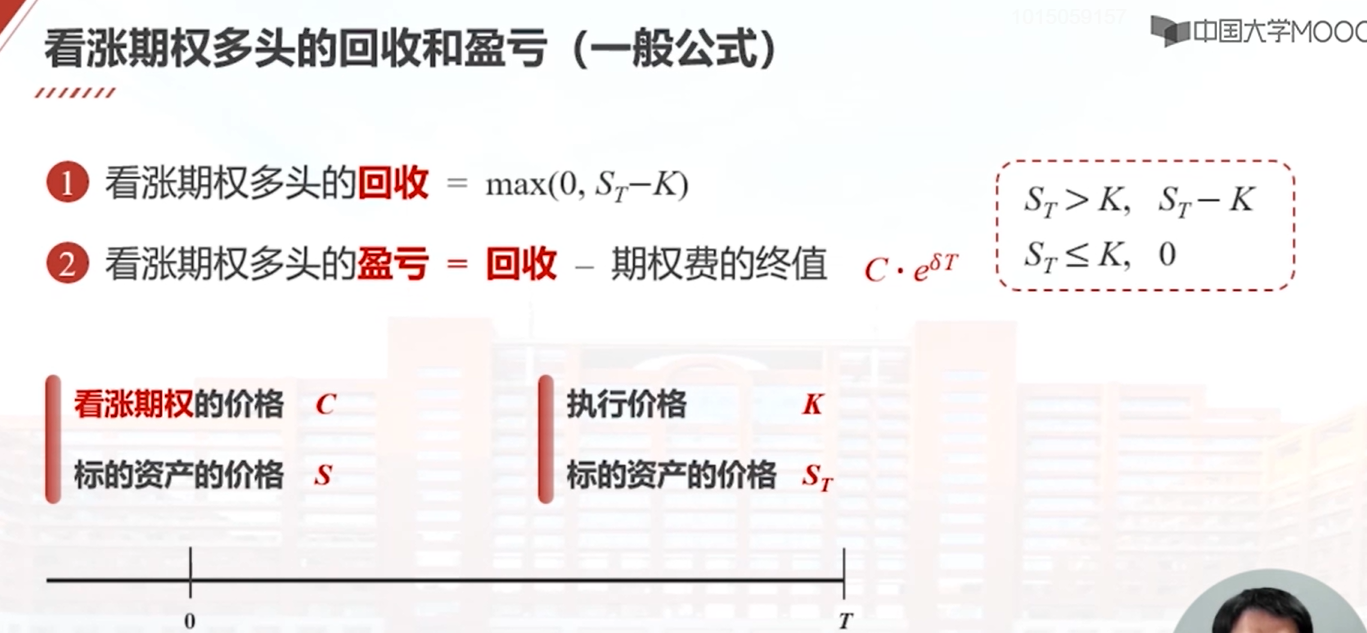 1015059157
中国大学MOOC
看涨期权多头的回收和盈亏（一般公式）
1 看涨期权多头的回收 = max(0, S_T−K)
S_T > K, S_T − K
S_T ≤ K, 0
2 看涨期权多头的盈亏 = 回收 – 期权费的终值 C · e^{δT}
看涨期权的价格 C
标的资产的价格 S
执行价格 K
标的资产的价格 S_T
0 T